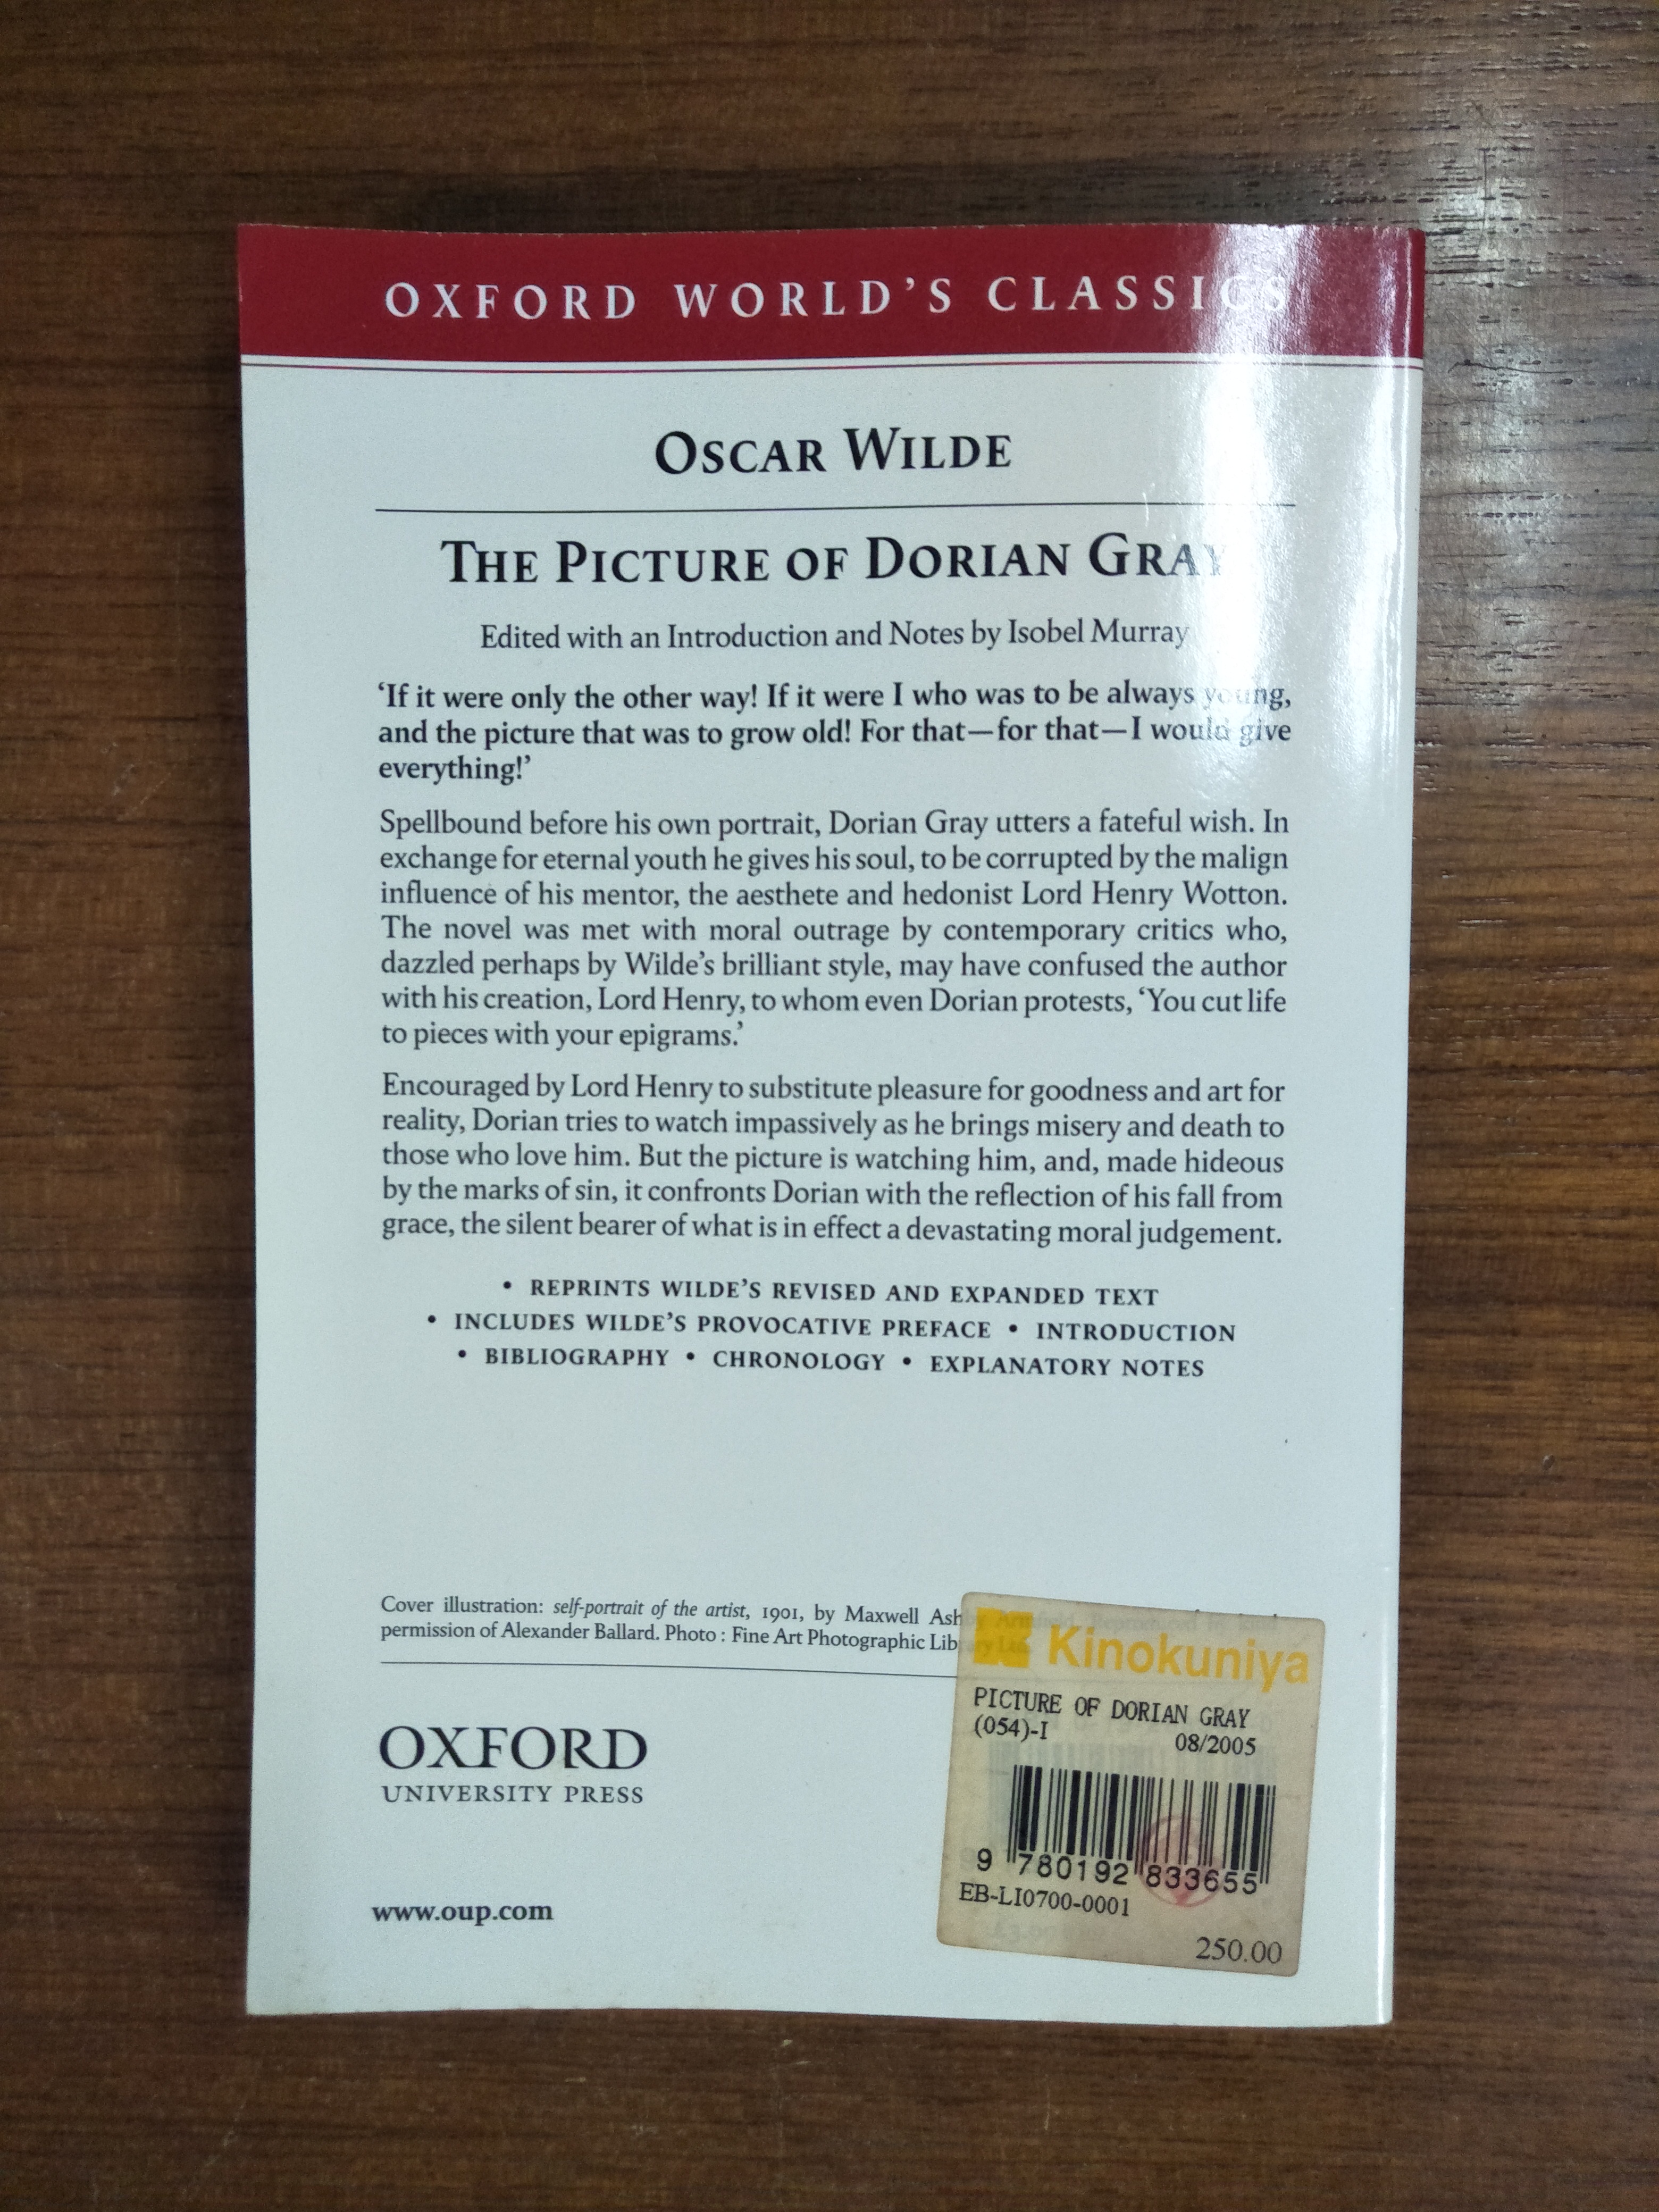 OXFORD WORLD'S CLASSICS
OSCAR WILDE
THE PICTURE OF DORIAN GRAY
Edited with an Introduction and Notes by Isobel Murray
‘If it were only the other way! If it were I who was to be always young,
and the picture that was to grow old! For that—for that—I would give
everything!’
Spellbound before his own portrait, Dorian Gray utters a fateful wish. In
exchange for eternal youth he gives his soul, to be corrupted by the malign
influence of his mentor, the aesthete and hedonist Lord Henry Wotton.
The novel was met with moral outrage by contemporary critics who,
dazzled perhaps by Wilde’s brilliant style, may have confused the author
with his creation, Lord Henry, to whom even Dorian protests, ‘You cut life
to pieces with your epigrams.’
Encouraged by Lord Henry to substitute pleasure for goodness and art for
reality, Dorian tries to watch impassively as he brings misery and death to
those who love him. But the picture is watching him, and, made hideous
by the marks of sin, it confronts Dorian with the reflection of his fall from
grace, the silent bearer of what is in effect a devastating moral judgement.
• REPRINTS WILDE’S REVISED AND EXPANDED TEXT
• INCLUDES WILDE’S PROVOCATIVE PREFACE • INTRODUCTION
• BIBLIOGRAPHY • CHRONOLOGY • EXPLANATORY NOTES
Cover illustration: self-portrait of the artist, 1901, by Maxwell
permission of Alexander Ballard. Photo : Fine Art Photographic
Kinokuniya
PICTURE OF DORIAN GRAY
(054)-I 08/2005
9 780192 833655
EB-LI0700-0001
250.00
OXFORD
UNIVERSITY PRESS
www.oup.com